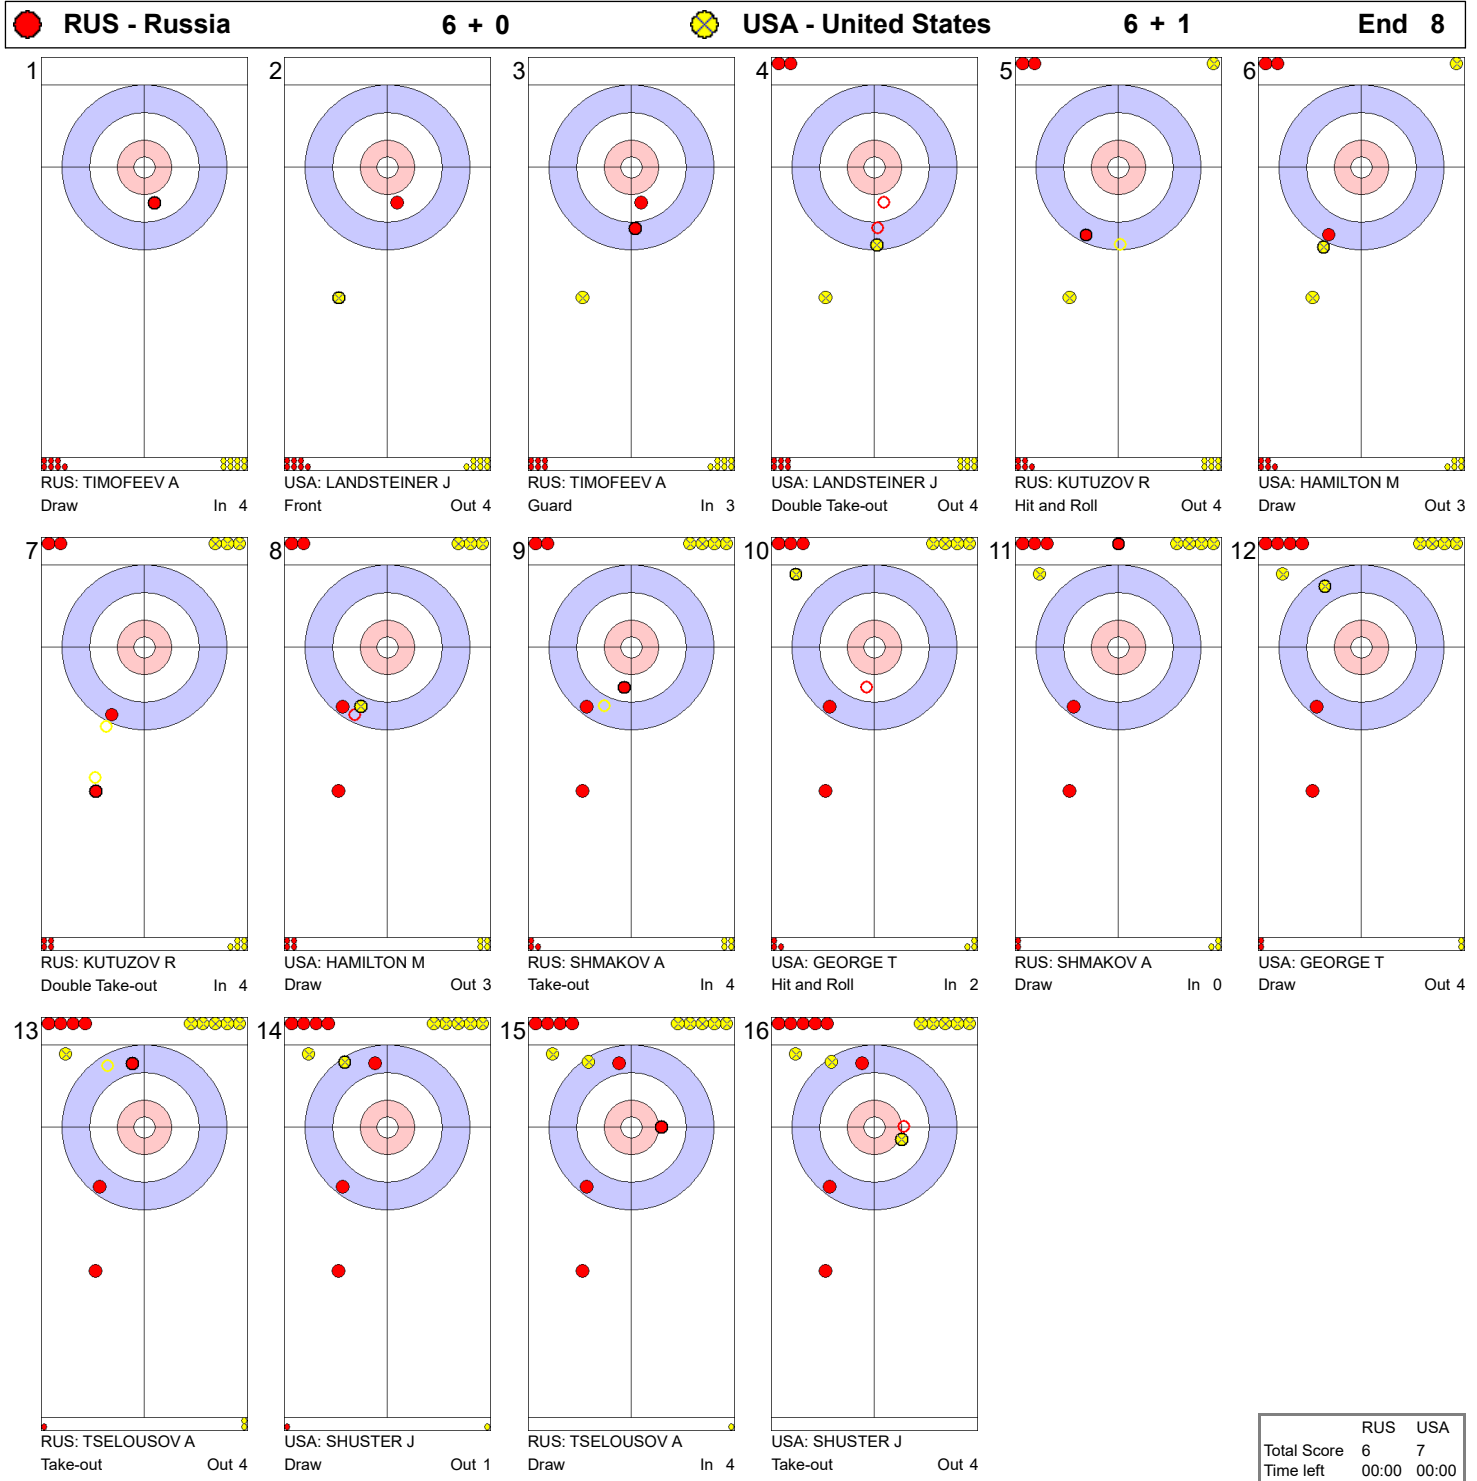 RUS - Russia 6 + 0 USA - United States 6 + 1 End 8
1 2 3 4 5 6
RUS: TIMOFEEV A USA: LANDSTEINER J RUS: TIMOFEEV A USA: LANDSTEINER J RUS: KUTUZOV R USA: HAMILTON M
Draw In 4 Front Out 4 Guard In 3 Double Take-out Out 4 Hit and Roll Out 4 Draw Out 3
7 8 9 10 11 12
RUS: KUTUZOV R USA: HAMILTON M RUS: SHMAKOV A USA: GEORGE T RUS: SHMAKOV A USA: GEORGE T
Double Take-out In 4 Draw Out 3 Take-out In 4 Hit and Roll In 2 Draw In 0 Draw Out 4
13 14 15 16
RUS: TSELOUSOV A USA: SHUSTER J RUS: TSELOUSOV A USA: SHUSTER J
Take-out Out 4 Draw Out 1 Draw In 4 Take-out Out 4
RUS USA
Total Score 6 7
Time left 00:00 00:00